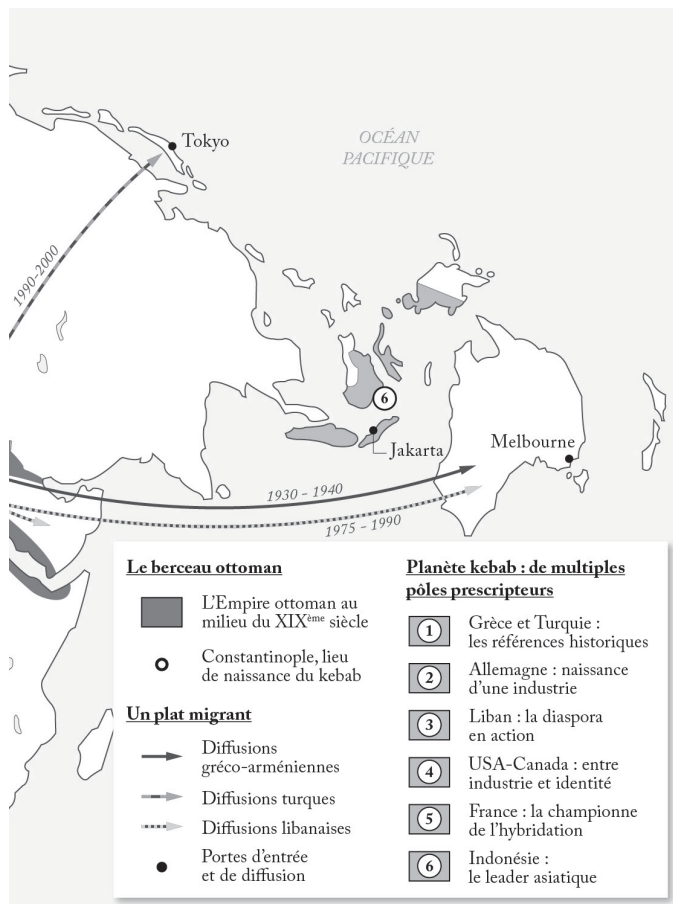 Tokyo
OCÉAN
PACIFIQUE
1990-2000
6
Jakarta
Melbourne
1930 - 1940
1975 - 1990
Le berceau ottoman
L'Empire ottoman au
milieu du XIXème siècle
Constantinople, lieu
de naissance du kebab
Un plat migrant
Diffusions
gréco-arméniennes
Diffusions turques
Diffusions libanaises
Portes d'entrée
et de diffusion
Planète kebab : de multiples
pôles prescripteurs
1 Grèce et Turquie :
les références historiques
2 Allemagne : naissance
d'une industrie
3 Liban : la diaspora
en action
4 USA-Canada : entre
industrie et identité
5 France : la championne
de l'hybridation
6 Indonésie :
le leader asiatique